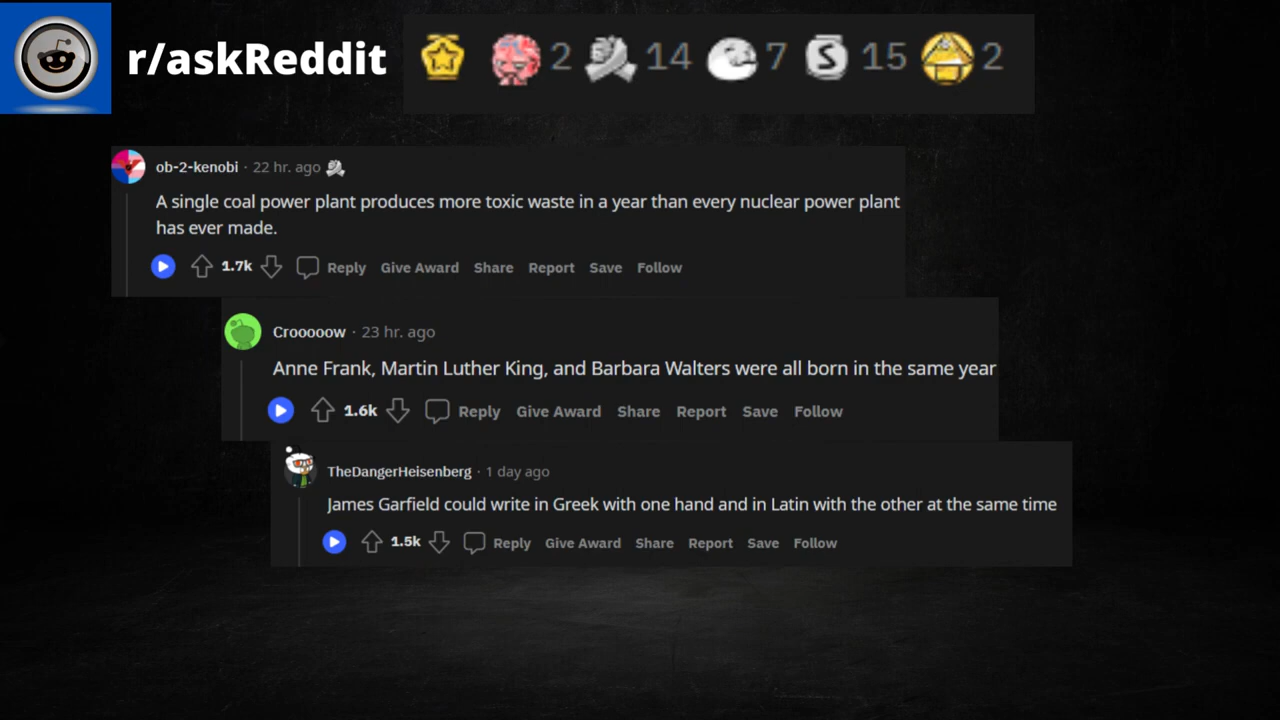 r/askReddit 2 14 7 S 15 2
ob-2-kenobi · 22 hr. ago
A single coal power plant produces more toxic waste in a year than every nuclear power plant
has ever made.
1.7k Reply Give Award Share Report Save Follow
Crooooow · 23 hr. ago
Anne Frank, Martin Luther King, and Barbara Walters were all born in the same year
1.6k Reply Give Award Share Report Save Follow
TheDangerHeisenberg · 1 day ago
James Garfield could write in Greek with one hand and in Latin with the other at the same time
1.5k Reply Give Award Share Report Save Follow